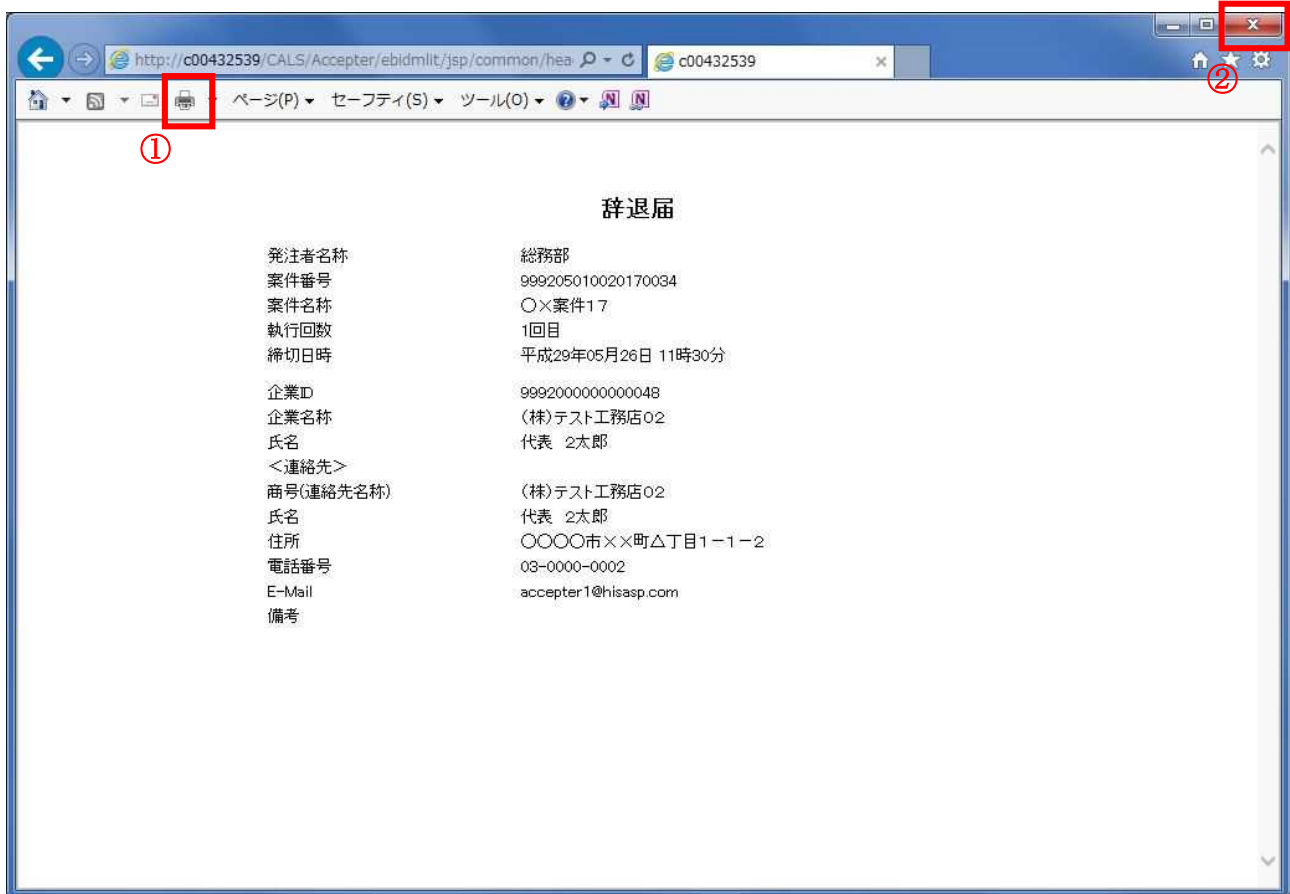 http://c00432539/CALS/Accepter/ebidmlit/jsp/common/hea
c00432539
②
ページ(P) セーフティ(S) ツール(O)
①
辞退届
発注者名称 総務部
案件番号 999205010020170034
案件名称 〇×案件17
執行回数 1回目
締切日時 平成29年05月26日 11時30分
企業ID 9992000000000048
企業名称 (株)テスト工務店02
氏名 代表 2太郎
<連絡先>
商号(連絡先名称) (株)テスト工務店02
氏名 代表 2太郎
住所 〇〇〇〇市××町△丁目1-1-2
電話番号 03-0000-0002
E-Mail accepter1@hisasp.com
備考